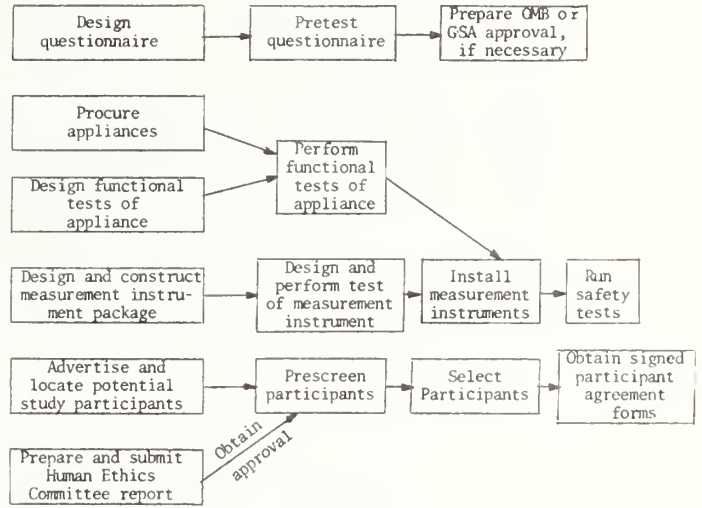 Design
questionnaire
Pretest
questionnaire
Prepare OMB or
GSA approval,
if necessary
Procure
appliances
Design functional
tests of
appliance
Perform
functional
tests of
appliance
Design and construct
measurement instru-
ment package
Design and
perform test
of measurement
instrument
Install
measurement
instruments
Run
safety
tests
Advertise and
locate potential
study participants
Prescreen
participants
Select
Participants
Obtain signed
participant
agreement
forms
Prepare and submit
Human Ethics
Committee report
Obtain
approval